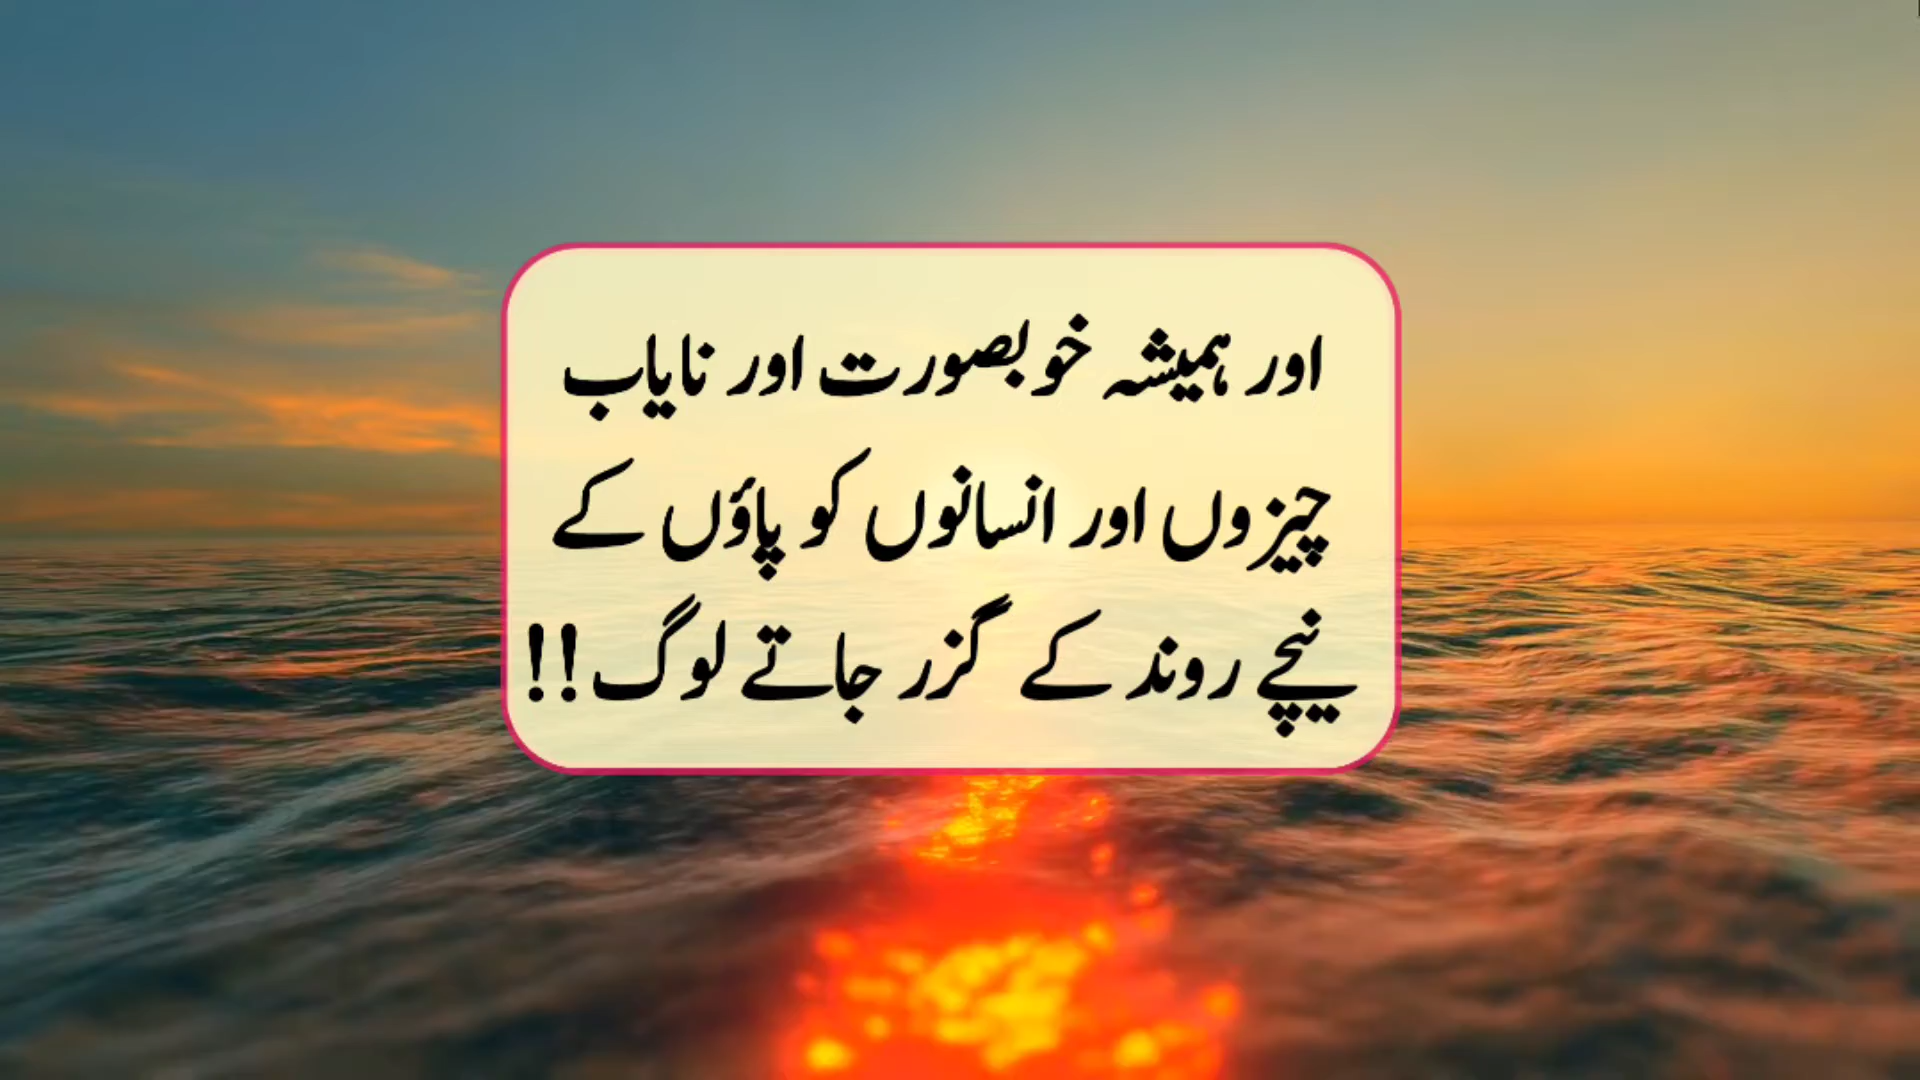 اور ہمیشہ خوبصورت اور نایاب
چیزوں اور انسانوں کو پاؤں کے
نیچے روند کے گزر جاتے لوگ!!